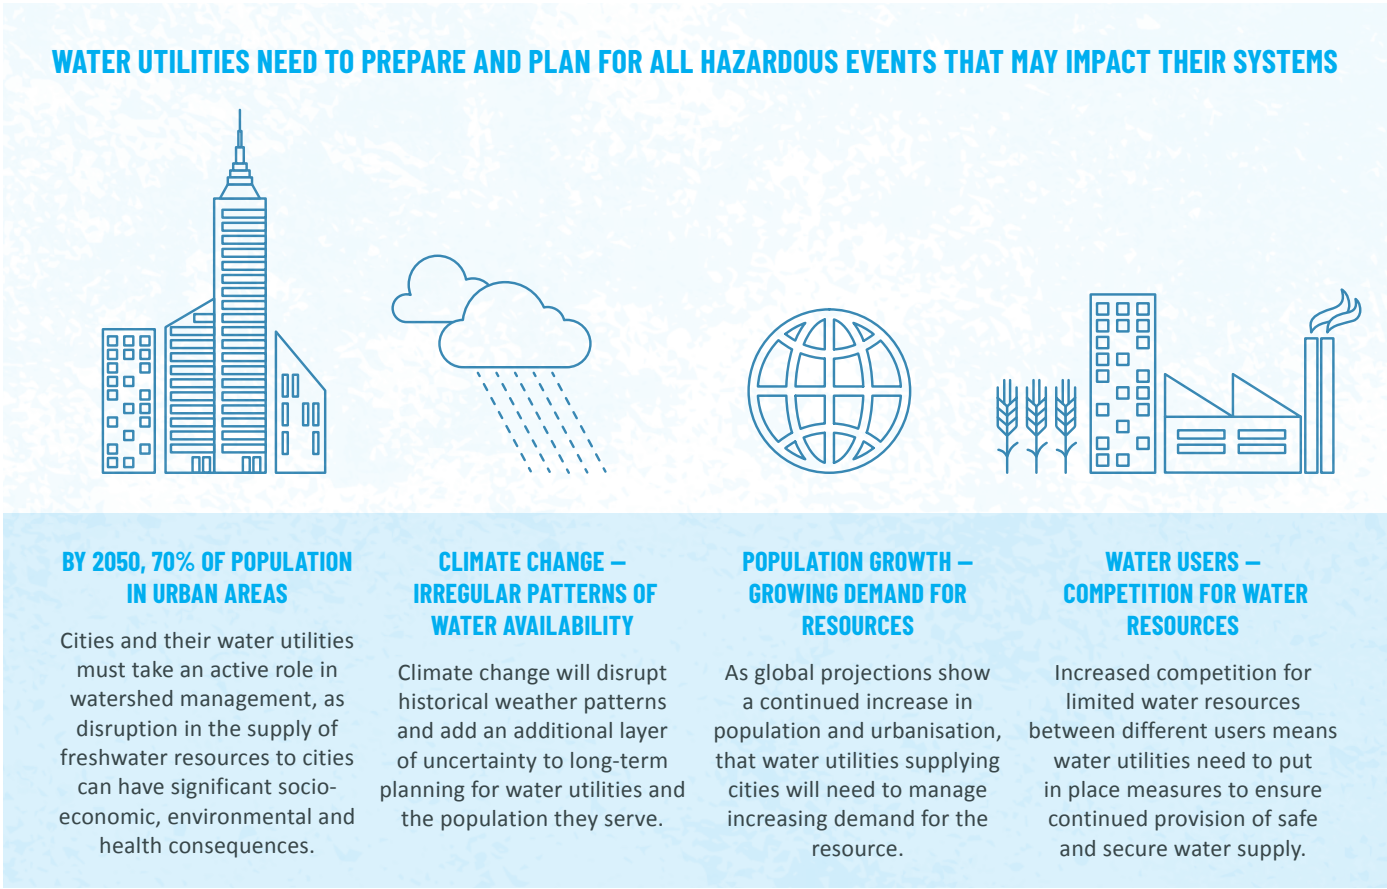 WATER UTILITIES NEED TO PREPARE AND PLAN FOR ALL HAZARDOUS EVENTS THAT MAY IMPACT THEIR SYSTEMS
BY 2050, 70% OF POPULATION
IN URBAN AREAS
Cities and their water utilities
must take an active role in
watershed management, as
disruption in the supply of
freshwater resources to cities
can have significant socio-
economic, environmental and
health consequences.
CLIMATE CHANGE –
IRREGULAR PATTERNS OF
WATER AVAILABILITY
Climate change will disrupt
historical weather patterns
and add an additional layer
of uncertainty to long-term
planning for water utilities and
the population they serve.
POPULATION GROWTH –
GROWING DEMAND FOR
RESOURCES
As global projections show
a continued increase in
population and urbanisation,
that water utilities supplying
cities will need to manage
increasing demand for the
resource.
WATER USERS –
COMPETITION FOR WATER
RESOURCES
Increased competition for
limited water resources
between different users means
water utilities need to put
in place measures to ensure
continued provision of safe
and secure water supply.